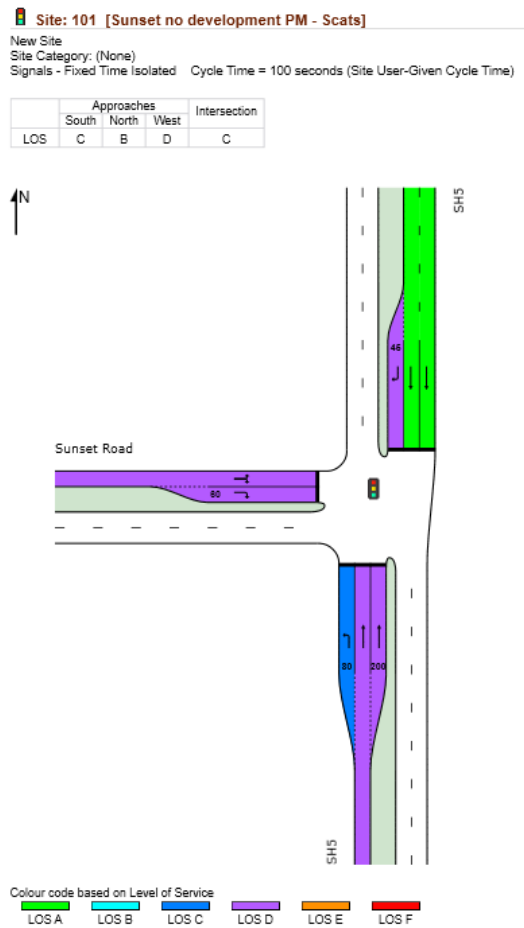 Site: 101 [Sunset no development PM - Scats]
New Site
Site Category: (None)
Signals - Fixed Time Isolated Cycle Time = 100 seconds (Site User-Given Cycle Time)
Approaches Intersection
South North West
LOS C B D C
N
SH5
46
Sunset Road
60
80 200
SH5
Colour code based on Level of Service
LOS A LOS B LOS C LOS D LOS E LOS F